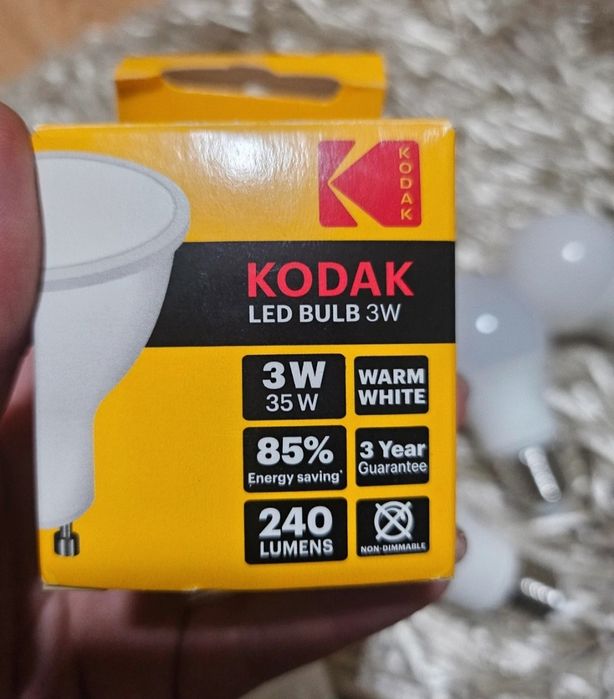 KODAK
KODAK
LED BULB 3W
3W
35 W
WARM
WHITE
85%
Energy saving*
3 Year
Guarantee
240
LUMENS
NON-DIMMABLE